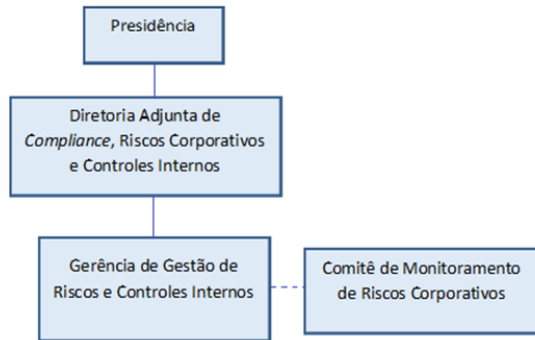 Presidência
Diretoria Adjunta de
Compliance, Riscos Corporativos
e Controles Internos
Gerência de Gestão de
Riscos e Controles Internos
Comitê de Monitoramento
de Riscos Corporativos